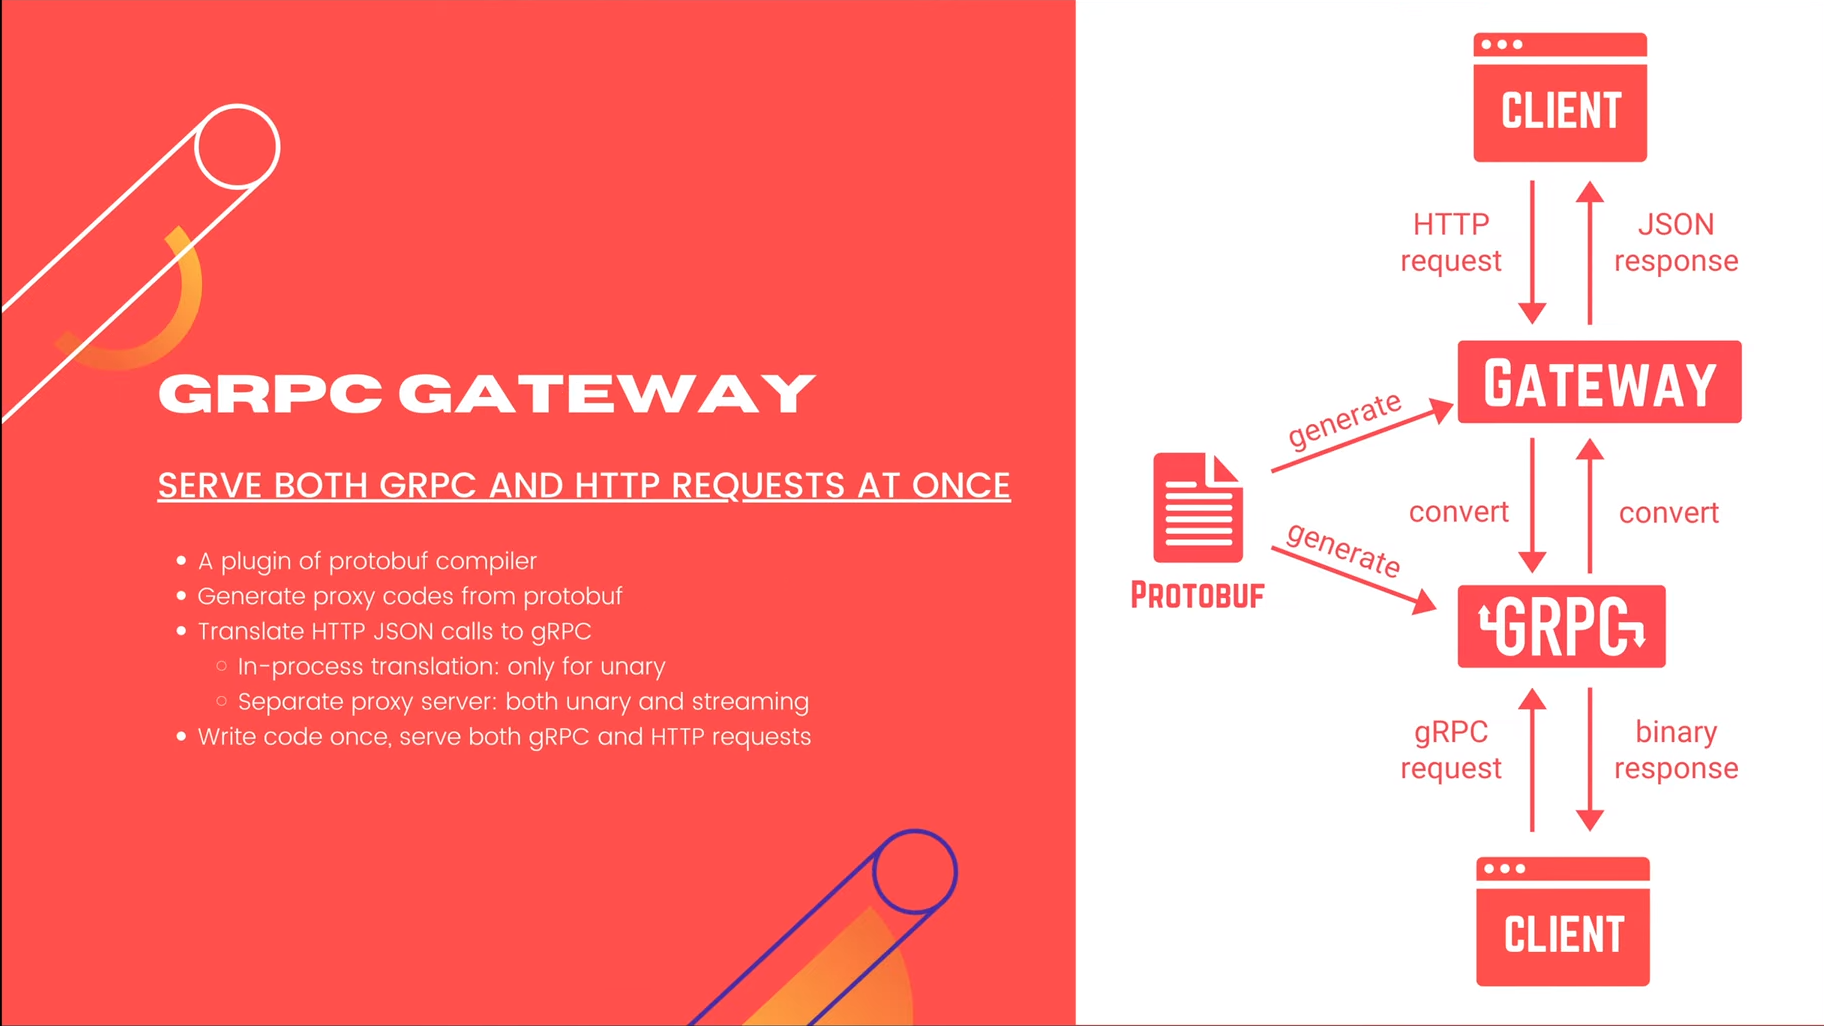 GRPC GATEWAY
SERVE BOTH GRPC AND HTTP REQUESTS AT ONCE
• A plugin of protobuf compiler
• Generate proxy codes from protobuf
• Translate HTTP JSON calls to gRPC
○ In-process translation: only for unary
○ Separate proxy server: both unary and streaming
• Write code once, serve both gRPC and HTTP requests
CLIENT
HTTP
request
JSON
response
GATEWAY
generate
generate
PROTOBUF
convert
convert
GRPC
gRPC
request
binary
response
CLIENT